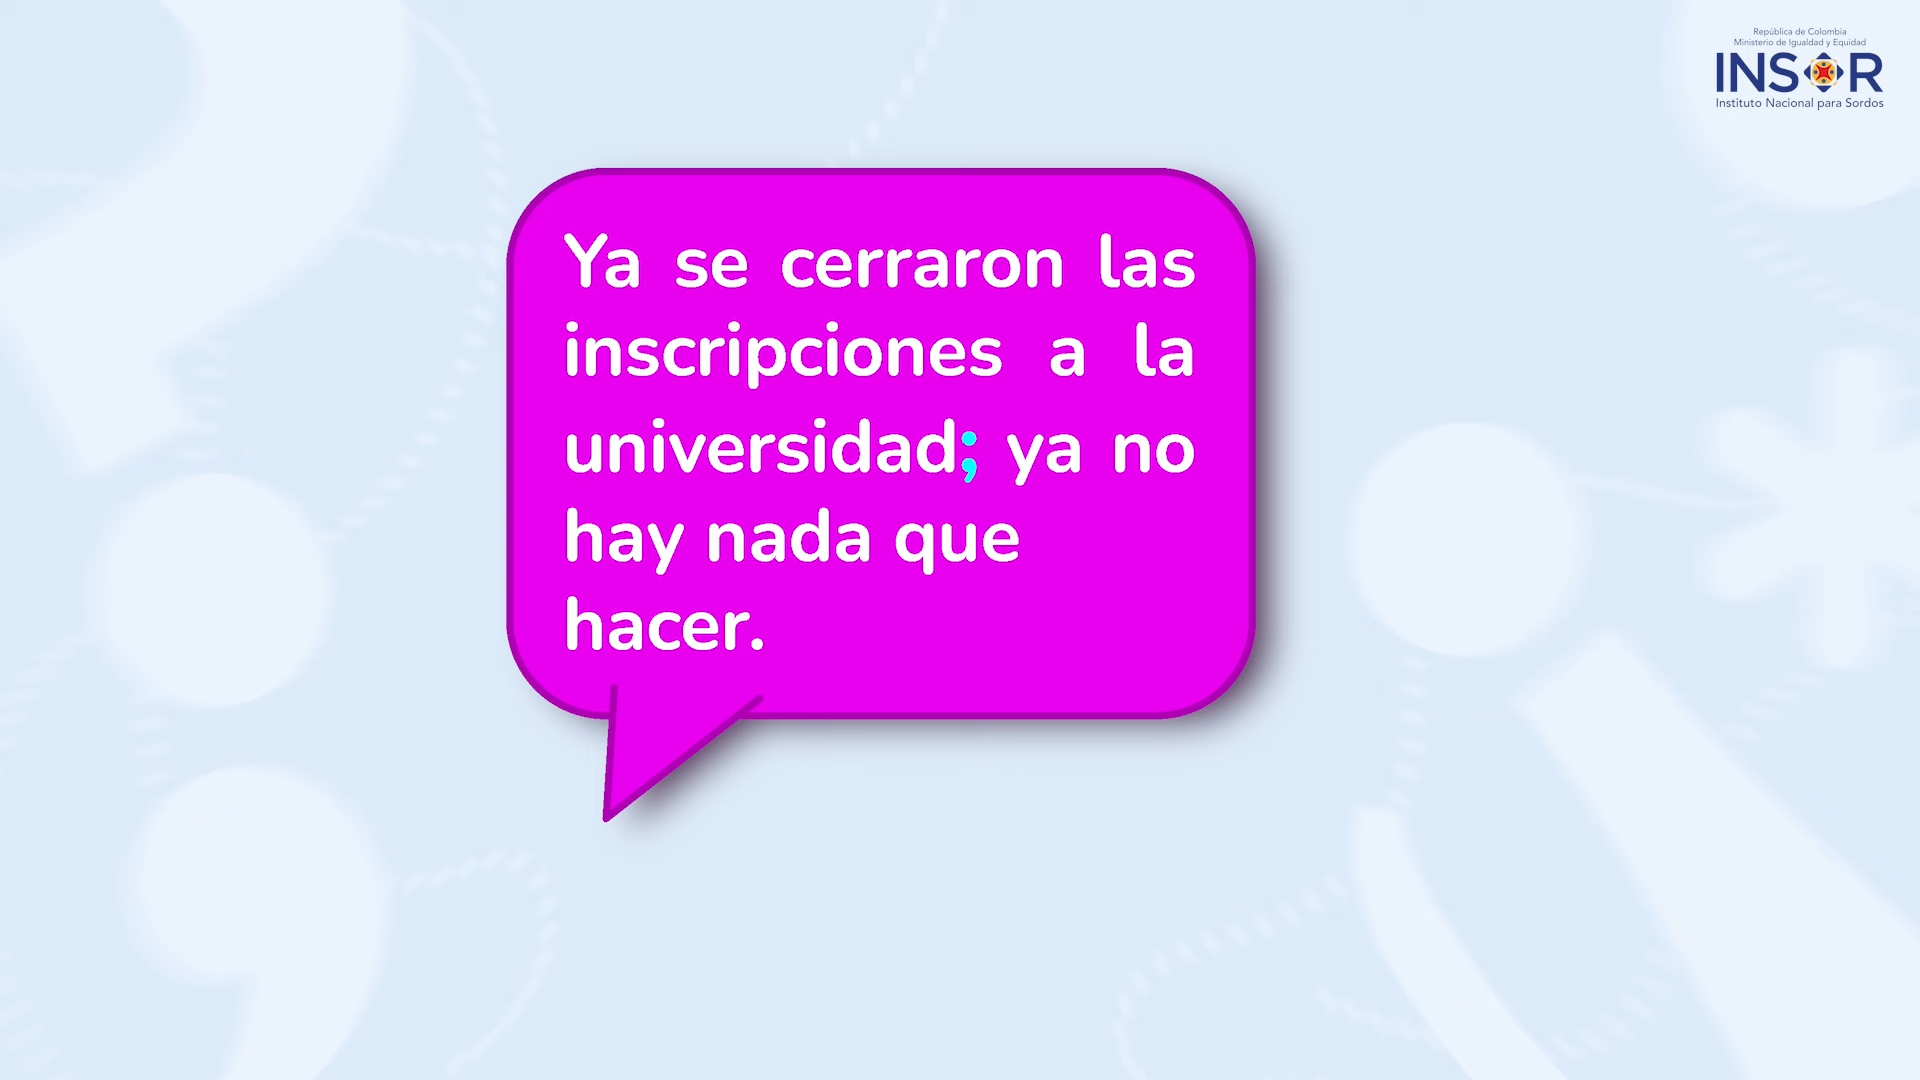 República de Colombia
Ministerio de Igualdad y Equidad
INSOR
Instituto Nacional para Sordos
Ya se cerraron las
inscripciones a la
universidad; ya no
hay nada que
hacer.